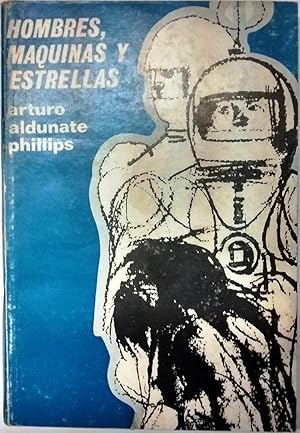 HOMBRES,
MAQUINAS Y
ESTRELLAS
arturo
aldunate
phillips